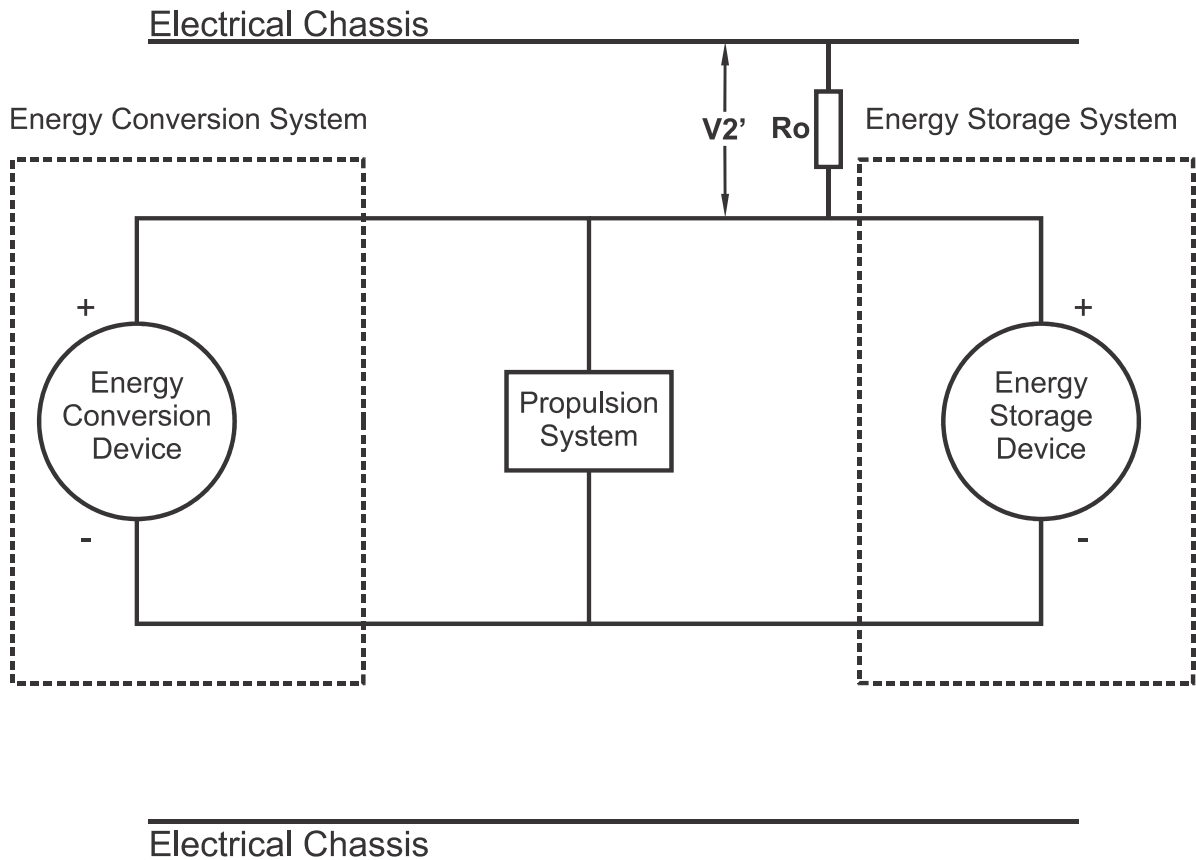 Electrical Chassis
Energy Conversion System
V2’
Ro
Energy Storage System
+
Energy
Conversion
Device
-
Propulsion
System
+
Energy
Storage
Device
-
Electrical Chassis